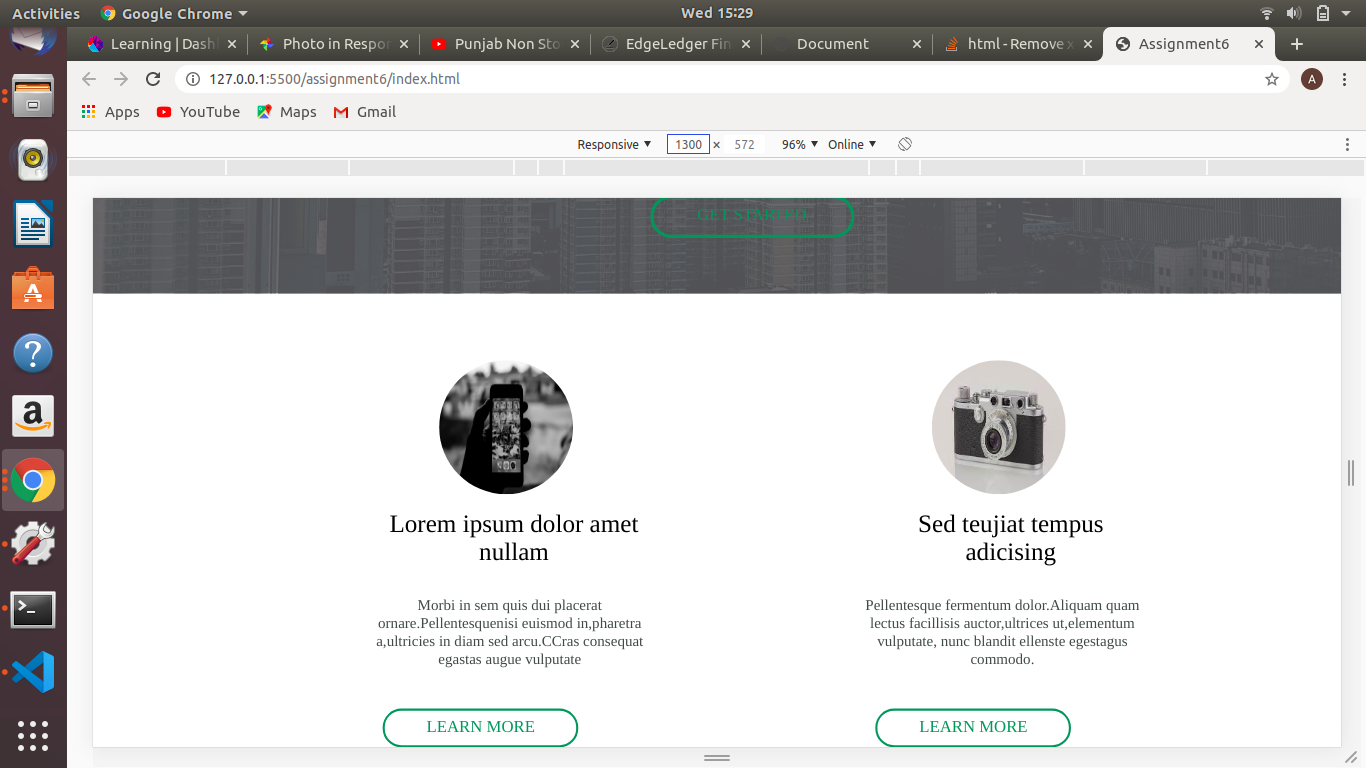 Activities
Google Chrome
Wed 15:29
Learning | Dash
Photo in Respo
Punjab Non Sto
EdgeLedger Fin
Document
html - Remove x
Assignment6
127.0.0.1:5500/assignment6/index.html
A
Apps
YouTube
Maps
Gmail
Responsive
1300 × 572
96%
Online
GET STARTED
Lorem ipsum dolor amet
nullam
Morbi in sem quis dui placerat
ornare.Pellentesquenisi euismod in,pharetra
a,ultricies in diam sed arcu.CCras consequat
egastas augue vulputate
LEARN MORE
Sed teujiat tempus
adicising
Pellentesque fermentum dolor.Aliquam quam
lectus facillisis auctor,ultrices ut,elementum
vulputate, nunc blandit ellenste egestagus
commodo.
LEARN MORE